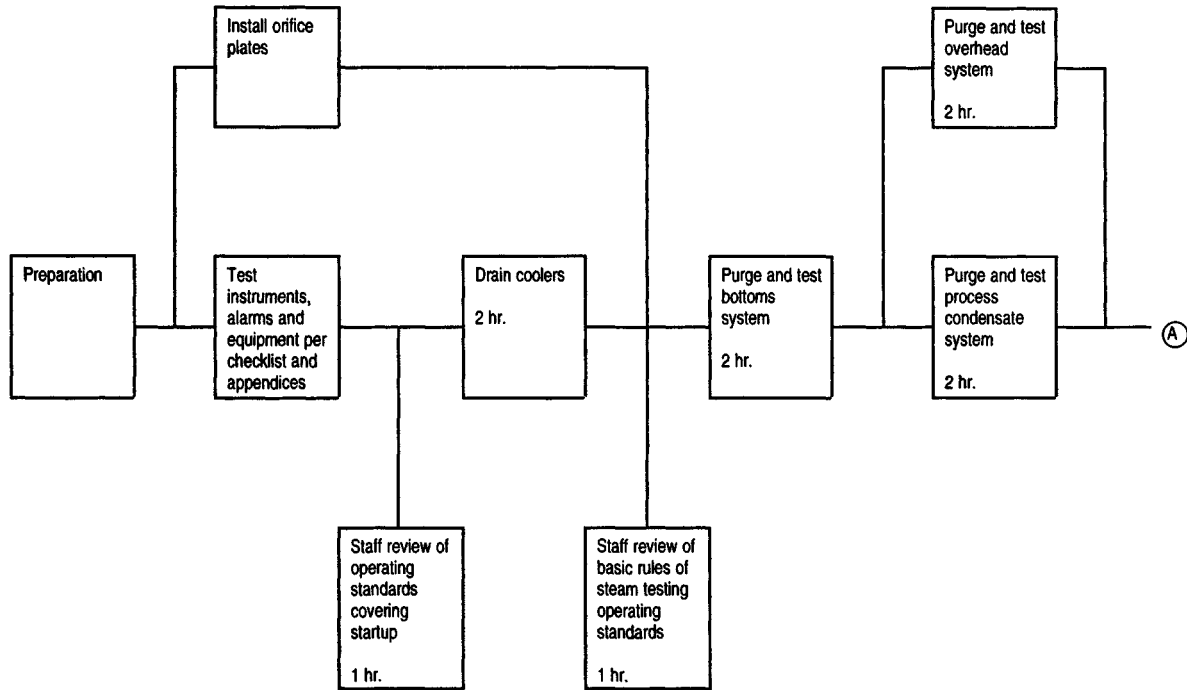 Install orifice
plates
Purge and test
overhead
system
2 hr.
Preparation
Test
instruments,
alarms and
equipment per
checklist and
appendices
Drain coolers
2 hr.
Purge and test
bottoms
system
2 hr.
Purge and test
process
condensate
system
2 hr.
A
Staff review of
operating
standards
covering
startup
1 hr.
Staff review of
basic rules of
steam testing
operating
standards
1 hr.